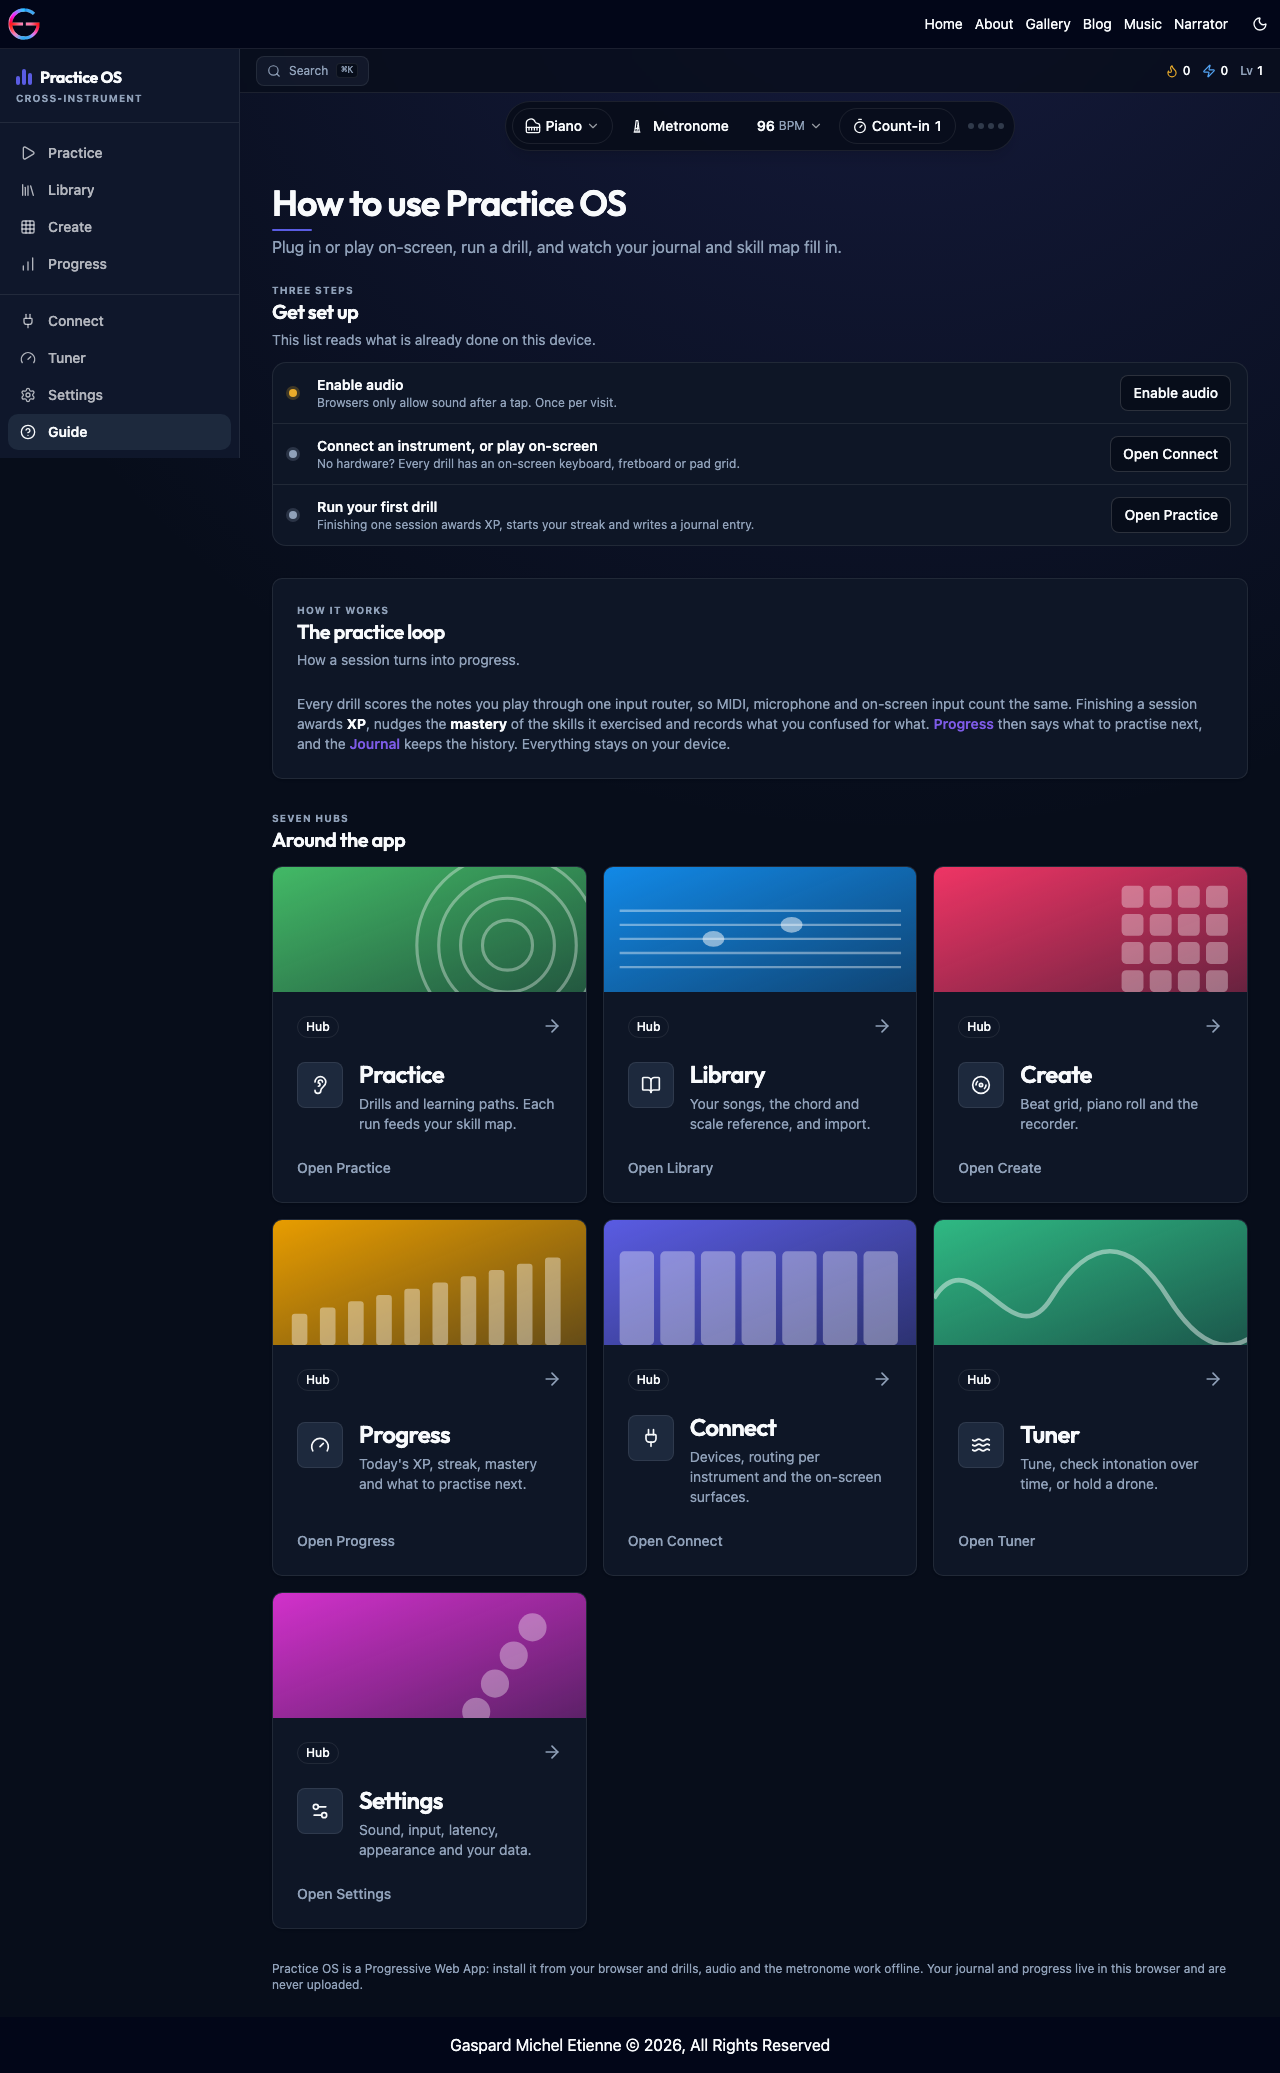 Home About Gallery Blog Music Narrator
Practice OS
CROSS-INSTRUMENT
Search ⌘K
0 0 Lv 1
Piano Metronome 96 BPM Count-in 1
Practice
Library
Create
Progress
Connect
Tuner
Settings
Guide
How to use Practice OS
Plug in or play on-screen, run a drill, and watch your journal and skill map fill in.
THREE STEPS
Get set up
This list reads what is already done on this device.
Enable audio
Browsers only allow sound after a tap. Once per visit.
Enable audio
Connect an instrument, or play on-screen
No hardware? Every drill has an on-screen keyboard, fretboard or pad grid.
Open Connect
Run your first drill
Finishing one session awards XP, starts your streak and writes a journal entry.
Open Practice
HOW IT WORKS
The practice loop
How a session turns into progress.
Every drill scores the notes you play through one input router, so MIDI, microphone and on-screen input count the same. Finishing a session
awards XP, nudges the mastery of the skills it exercised and records what you confused for what. Progress then says what to practise next,
and the Journal keeps the history. Everything stays on your device.
SEVEN HUBS
Around the app
Hub
Practice
Drills and learning paths. Each
run feeds your skill map.
Open Practice
Hub
Library
Your songs, the chord and
scale reference, and import.
Open Library
Hub
Create
Beat grid, piano roll and the
recorder.
Open Create
Hub
Progress
Today's XP, streak, mastery
and what to practise next.
Open Progress
Hub
Connect
Devices, routing per
instrument and the on-screen
surfaces.
Open Connect
Hub
Tuner
Tune, check intonation over
time, or hold a drone.
Open Tuner
Hub
Settings
Sound, input, latency,
appearance and your data.
Open Settings
Practice OS is a Progressive Web App: install it from your browser and drills, audio and the metronome work offline. Your journal and progress live in this browser and are
never uploaded.
Gaspard Michel Etienne © 2026, All Rights Reserved